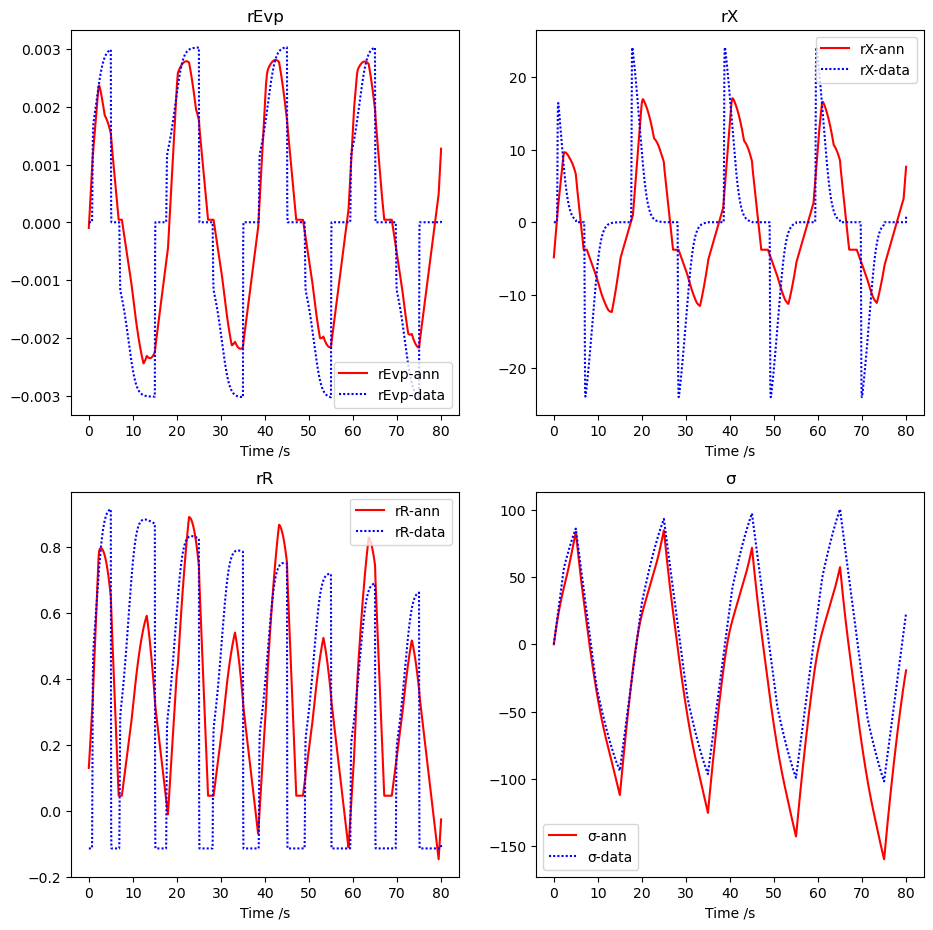 rEvp
0.003
0.002
0.001
0.000
−0.001
−0.002
−0.003
0 10 20 30 40 50 60 70 80
Time /s
rEvp-ann
rEvp-data
rX
20
10
0
−10
−20
0 10 20 30 40 50 60 70 80
Time /s
rX-ann
rX-data
rR
0.8
0.6
0.4
0.2
0.0
−0.2
0 10 20 30 40 50 60 70 80
Time /s
rR-ann
rR-data
σ
100
50
0
−50
−100
−150
0 10 20 30 40 50 60 70 80
Time /s
σ-ann
σ-data